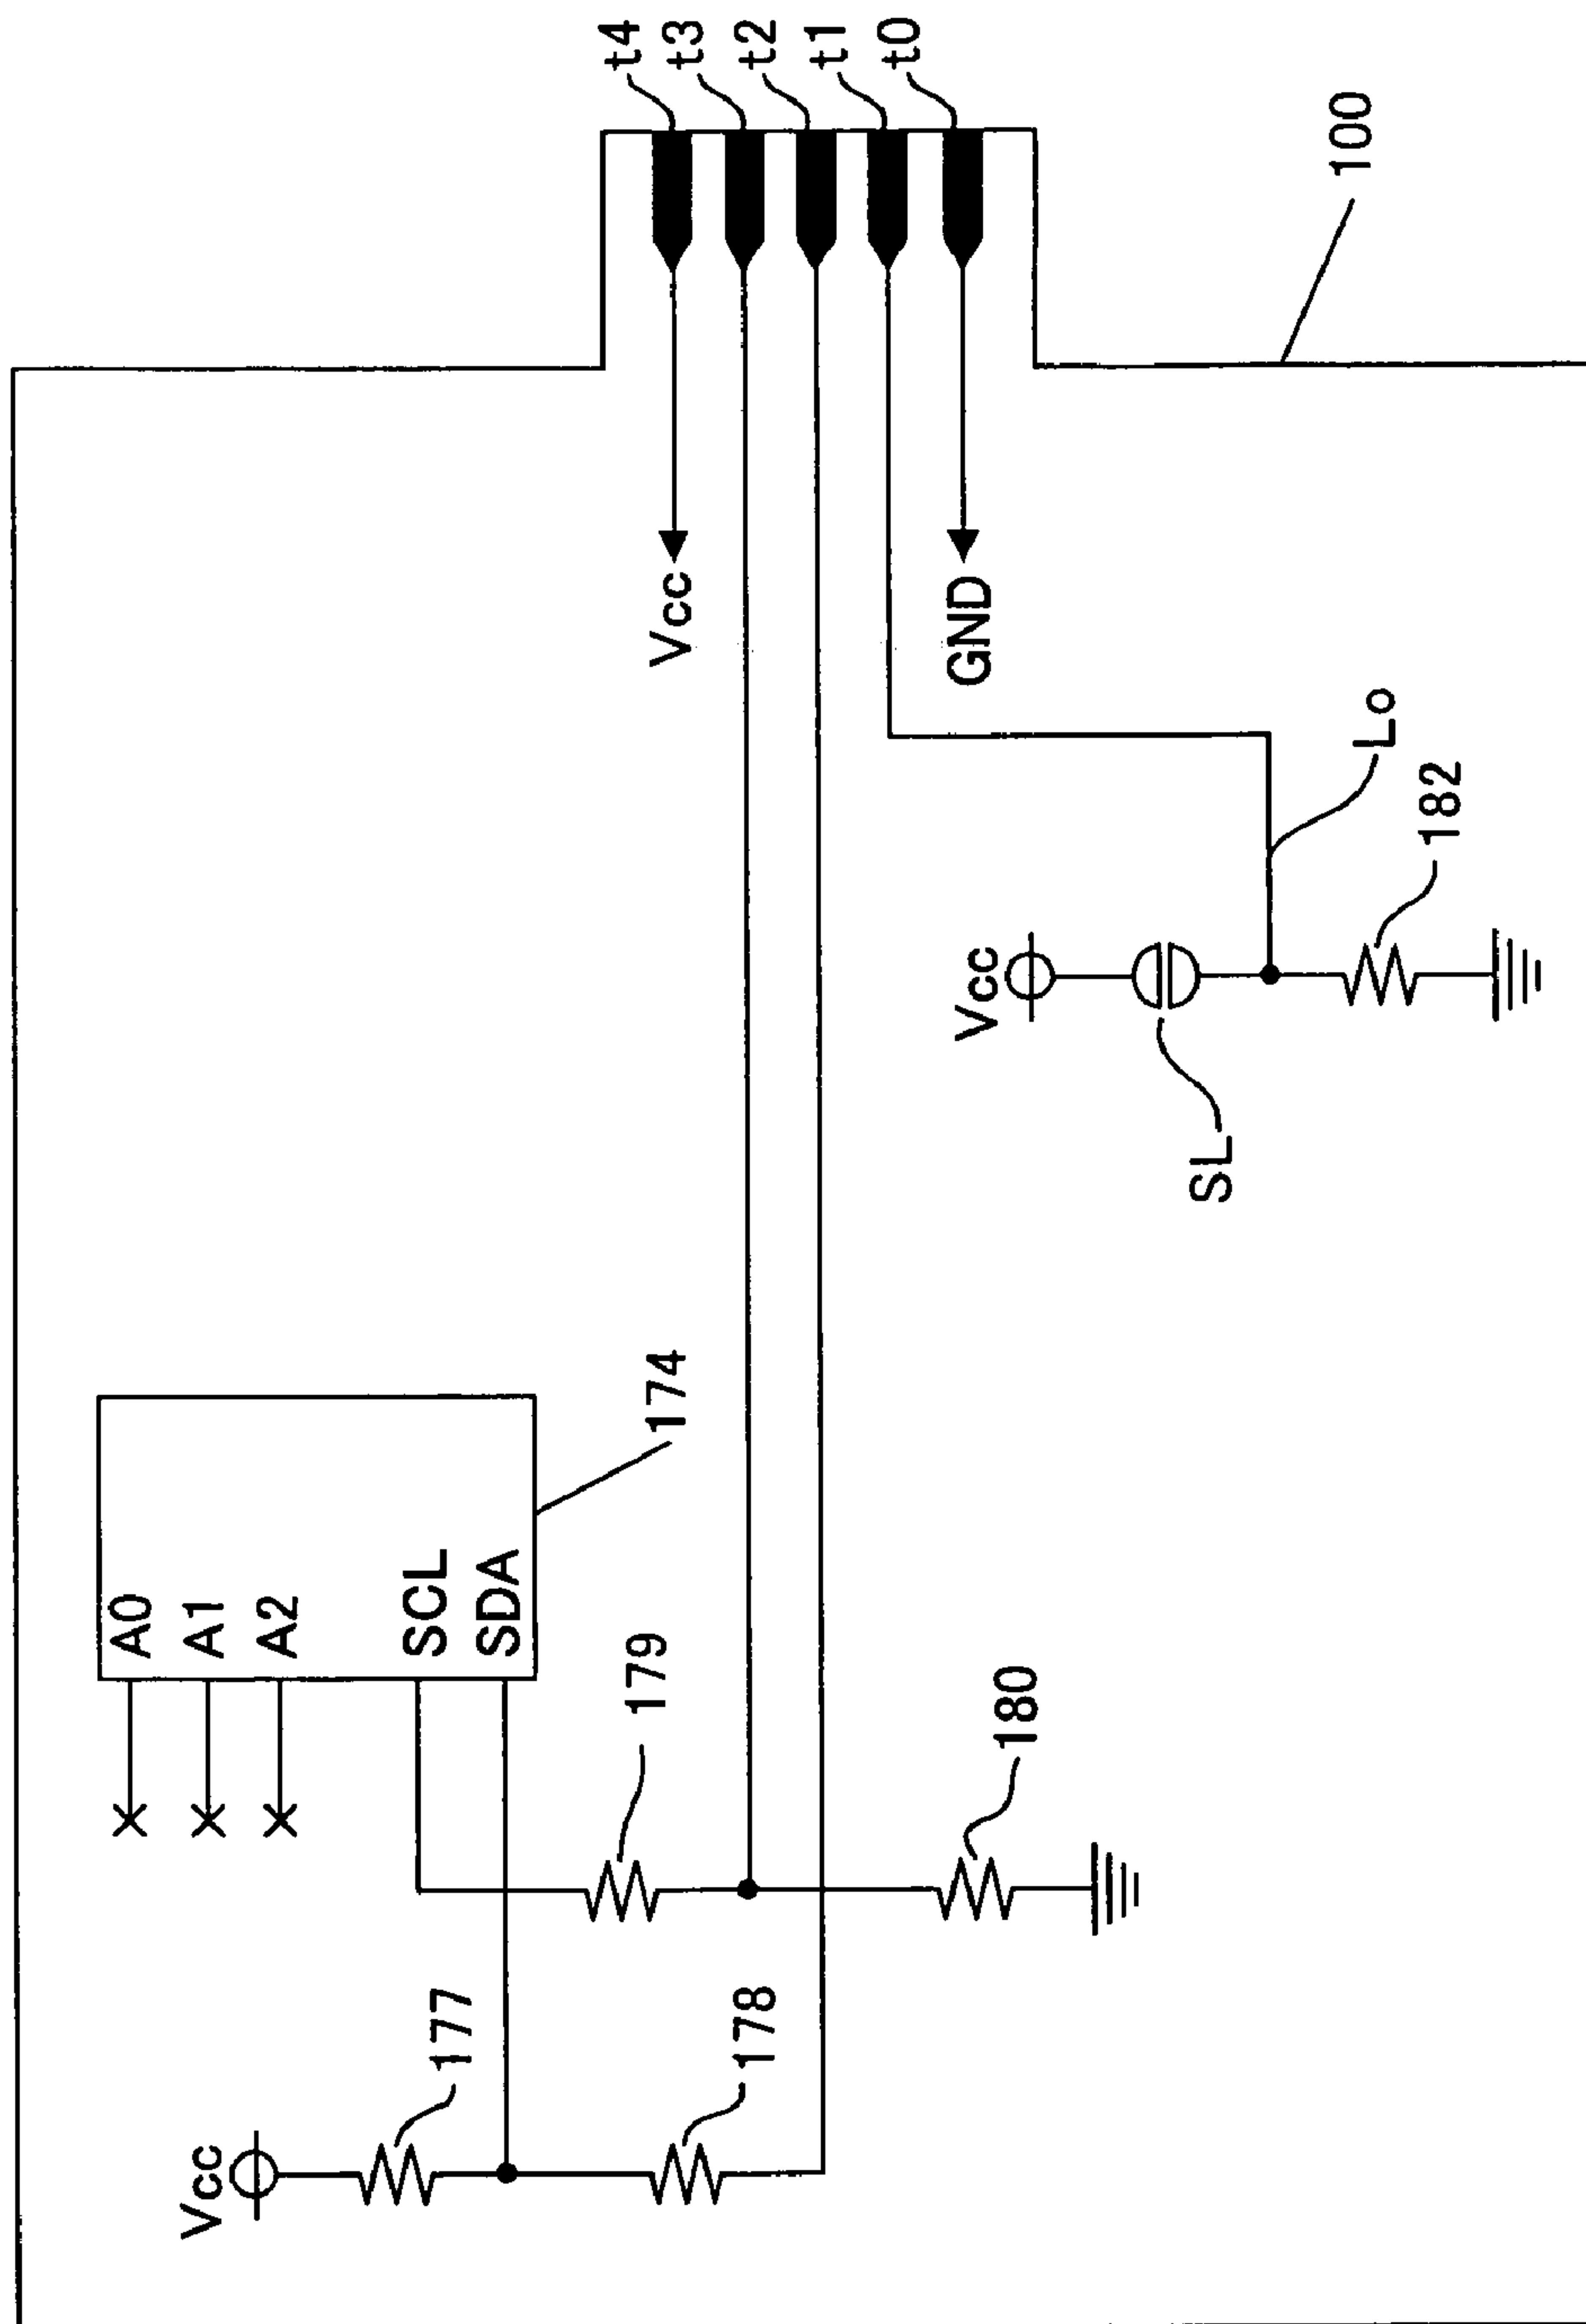 t4
t3
t2
t1
t0
100
Vcc
GND
Lo
182
Vcc
SL
174
A0
A1
A2
SCL
SDA
179
180
177
178
Vcc